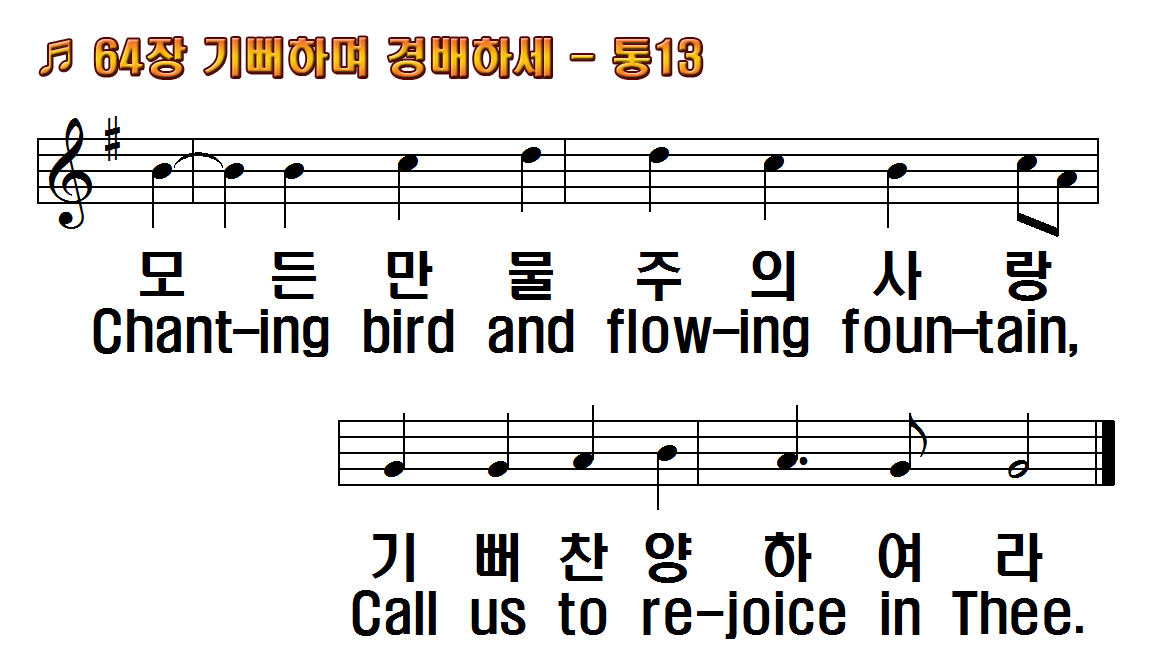 ♬ 64장 기뻐하며 경배하세 - 통13
모 든 만 물 주 의 사 랑
Chant-ing bird and flow-ing foun-tain,
기 뻐 찬 양 하 여 라
Call us to re-joice in Thee.